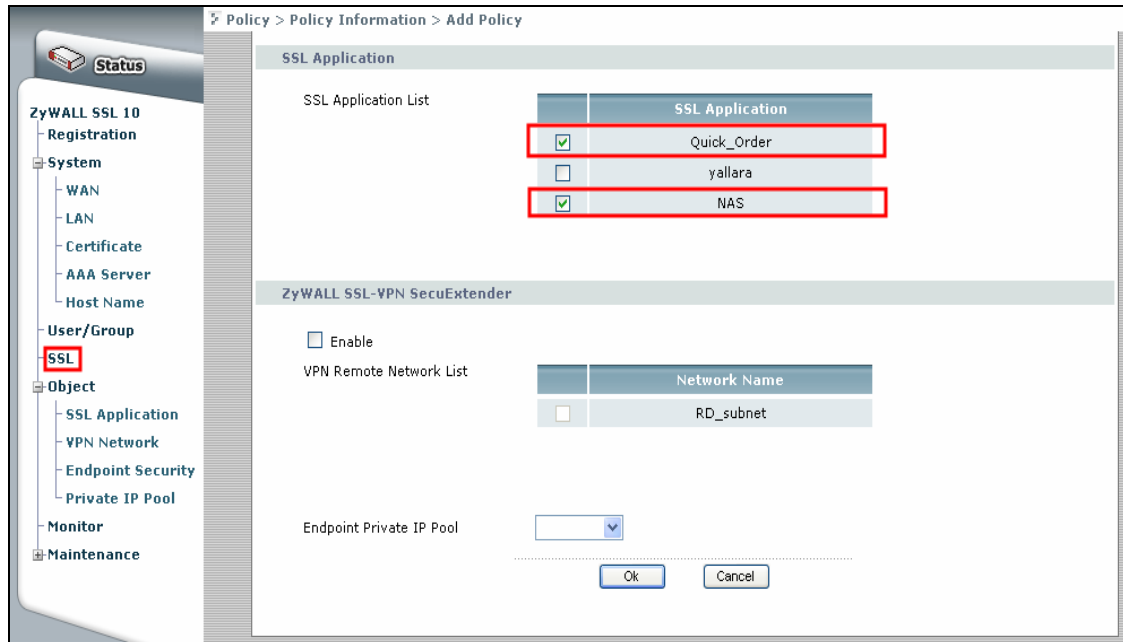 Policy > Policy Information > Add Policy
Status
ZyWALL SSL 10
Registration
System
WAN
LAN
Certificate
AAA Server
Host Name
User/Group
SSL
Object
SSL Application
VPN Network
Endpoint Security
Private IP Pool
Monitor
Maintenance
SSL Application
SSL Application List
SSL Application
Quick_Order
yallara
NAS
ZyWALL SSL-VPN SecuExtender
Enable
VPN Remote Network List
Network Name
RD_subnet
Endpoint Private IP Pool
Ok
Cancel